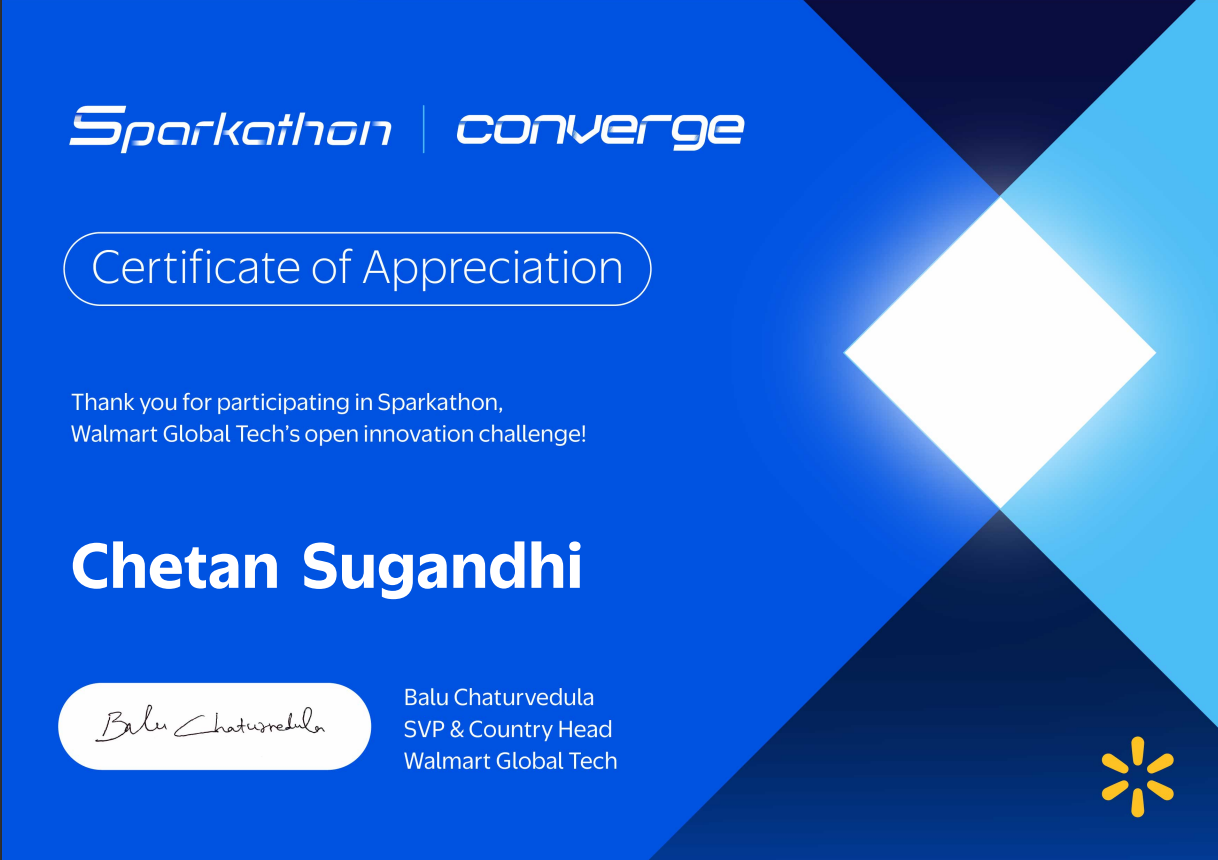 Sparkathon | converge
Certificate of Appreciation
Thank you for participating in Sparkathon,
Walmart Global Tech’s open innovation challenge!
Chetan Sugandhi
Balu Chaturvedula
Balu Chaturvedula
SVP & Country Head
Walmart Global Tech